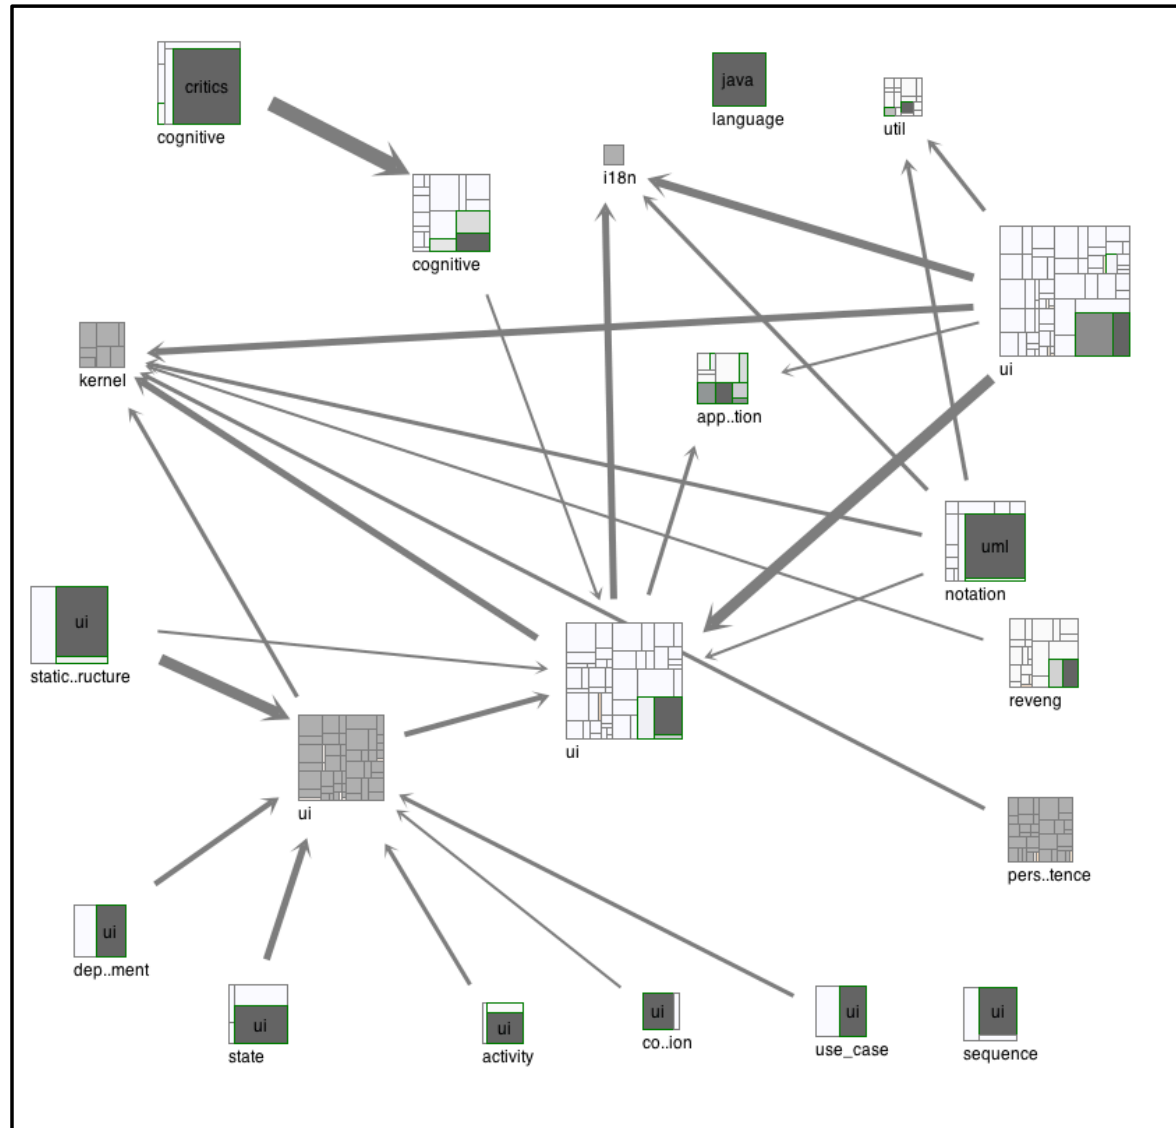 critics
cognitive
java
language
util
i18n
cognitive
kernel
ui
app..tion
uml
notation
ui
static..ructure
reveng
ui
ui
pers..tence
ui
dep..ment
ui
state
ui
activity
ui
co..ion
ui
use_case
ui
sequence